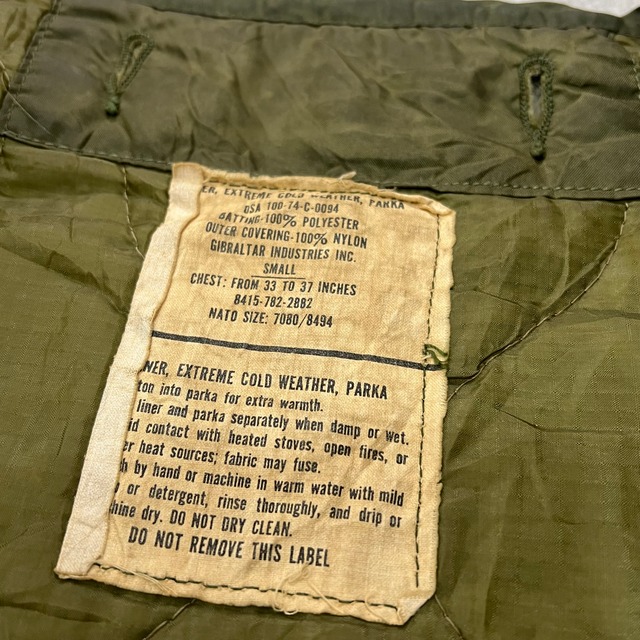 ER, EXTREME COLD WEATHER, PARKA
DSA 100-74-C-0094
BATTING-100% POLYESTER
OUTER COVERING-100% NYLON
GIBRALTAR INDUSTRIES INC.
SMALL
CHEST: FROM 33 TO 37 INCHES
8415-782-2882
NATO SIZE: 7080/8494
NER, EXTREME COLD WEATHER, PARKA
ton into parka for extra warmth.
liner and parka separately when damp or wet.
id contact with heated stoves, open fires, or
er heat sources; fabric may fuse.
h by hand or machine in warm water with mild
or detergent, rinse thoroughly, and drip or
hine dry. DO NOT DRY CLEAN.
DO NOT REMOVE THIS LABEL